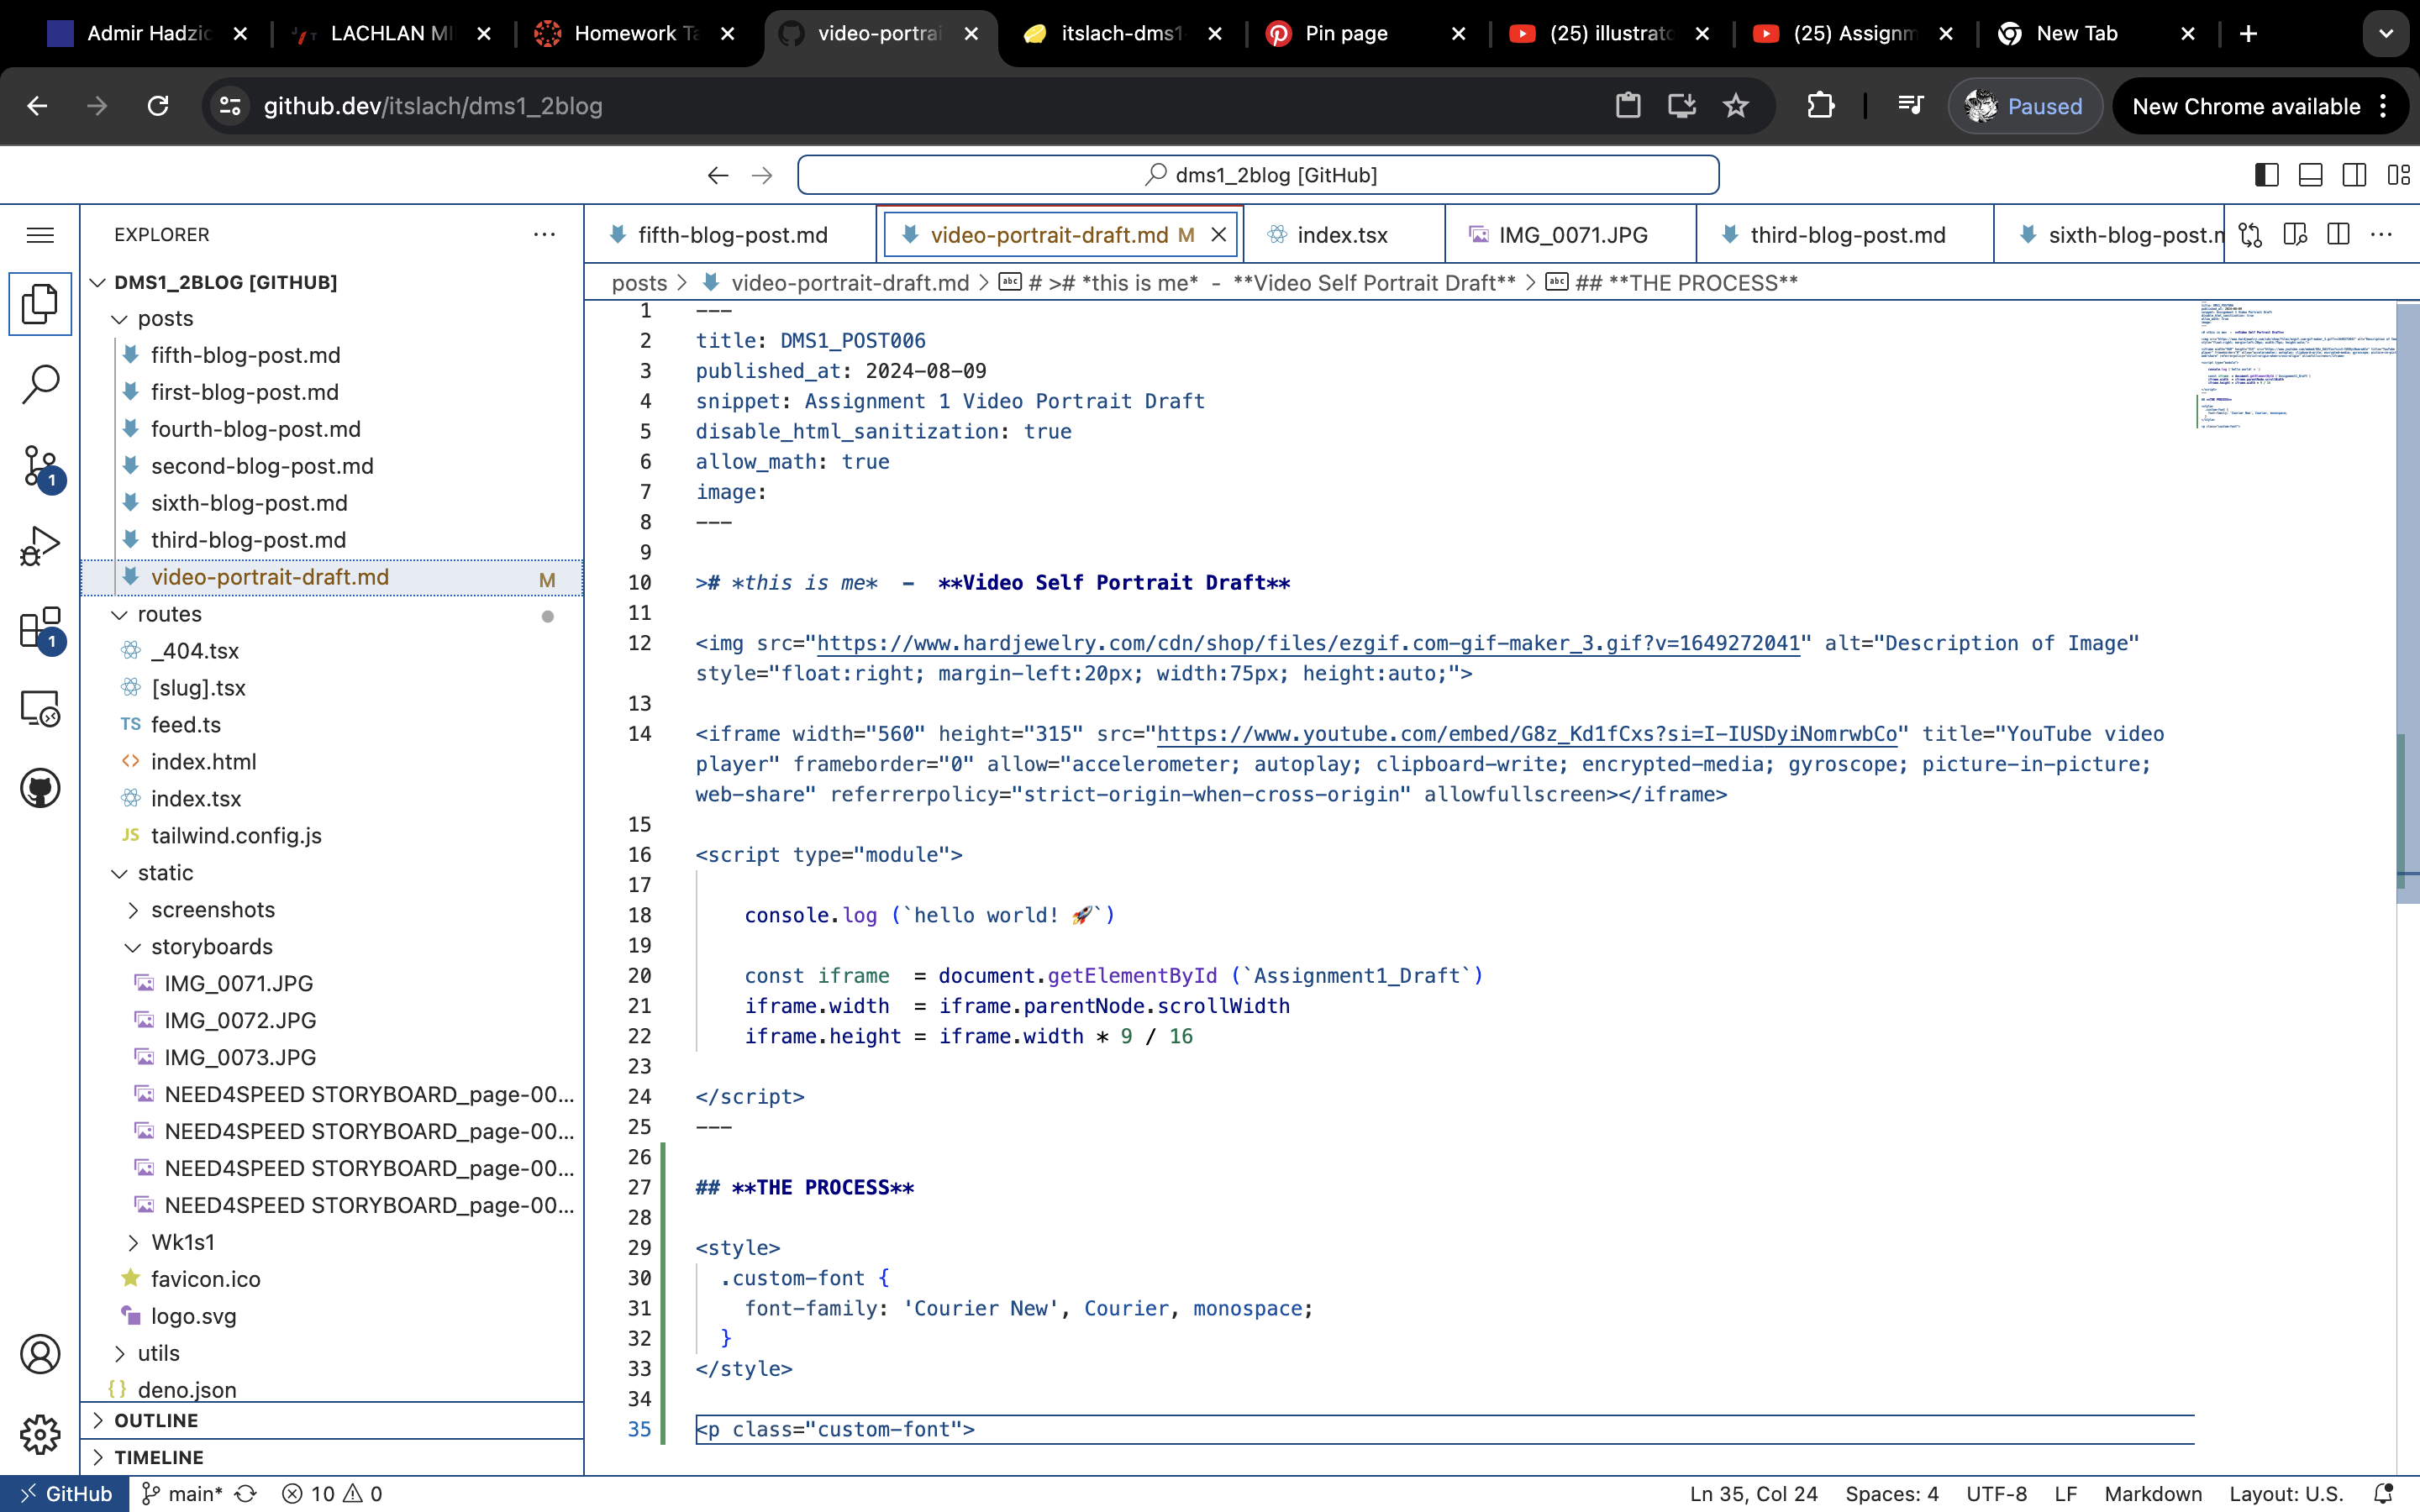 Admir Hadzic
LACHLAN MI
Homework Ta
video-portrai
itslach-dms1
Pin page
(25) illustrato
(25) Assignm
New Tab
github.dev/itslach/dms1_2blog
Paused
New Chrome available
dms1_2blog [GitHub]
EXPLORER
DMS1_2BLOG [GITHUB]
posts
fifth-blog-post.md
first-blog-post.md
fourth-blog-post.md
second-blog-post.md
sixth-blog-post.md
third-blog-post.md
video-portrait-draft.md M
routes
_404.tsx
[slug].tsx
TS feed.ts
<> index.html
index.tsx
JS tailwind.config.js
static
screenshots
storyboards
IMG_0071.JPG
IMG_0072.JPG
IMG_0073.JPG
NEED4SPEED STORYBOARD_page-00...
NEED4SPEED STORYBOARD_page-00...
NEED4SPEED STORYBOARD_page-00...
NEED4SPEED STORYBOARD_page-00...
Wk1s1
favicon.ico
logo.svg
utils
{} deno.json
OUTLINE
TIMELINE
1
1
fifth-blog-post.md
video-portrait-draft.md M
index.tsx
IMG_0071.JPG
third-blog-post.md
sixth-blog-post.m
posts > video-portrait-draft.md > abc # ># *this is me* - **Video Self Portrait Draft** > abc ## **THE PROCESS**
1 ---
2 title: DMS1_POST006
3 published_at: 2024-08-09
4 snippet: Assignment 1 Video Portrait Draft
5 disable_html_sanitization: true
6 allow_math: true
7 image:
8 ---
9
10 ># *this is me* - **Video Self Portrait Draft**
11
12 <img src="https://www.hardjewelry.com/cdn/shop/files/ezgif.com-gif-maker_3.gif?v=1649272041" alt="Description of Image"
style="float:right; margin-left:20px; width:75px; height:auto;">
13
14 <iframe width="560" height="315" src="https://www.youtube.com/embed/G8z_Kd1fCxs?si=I-IUSDyiNomrwbCo" title="YouTube video
player" frameborder="0" allow="accelerometer; autoplay; clipboard-write; encrypted-media; gyroscope; picture-in-picture;
web-share" referrerpolicy="strict-origin-when-cross-origin" allowfullscreen></iframe>
15
16 <script type="module">
17
18 console.log (`hello world! 🚀`)
19
20 const iframe  = document.getElementById (`Assignment1_Draft`)
21 iframe.width  = iframe.parentNode.scrollWidth
22 iframe.height = iframe.width * 9 / 16
23
24 </script>
25 ---
26
27 ## **THE PROCESS**
28
29 <style>
30 .custom-font {
31 font-family: 'Courier New', Courier, monospace;
32 }
33 </style>
34
35 <p class="custom-font">
GitHub
main*
10
0
Ln 35, Col 24
Spaces: 4
UTF-8
LF
Markdown
Layout: U.S.